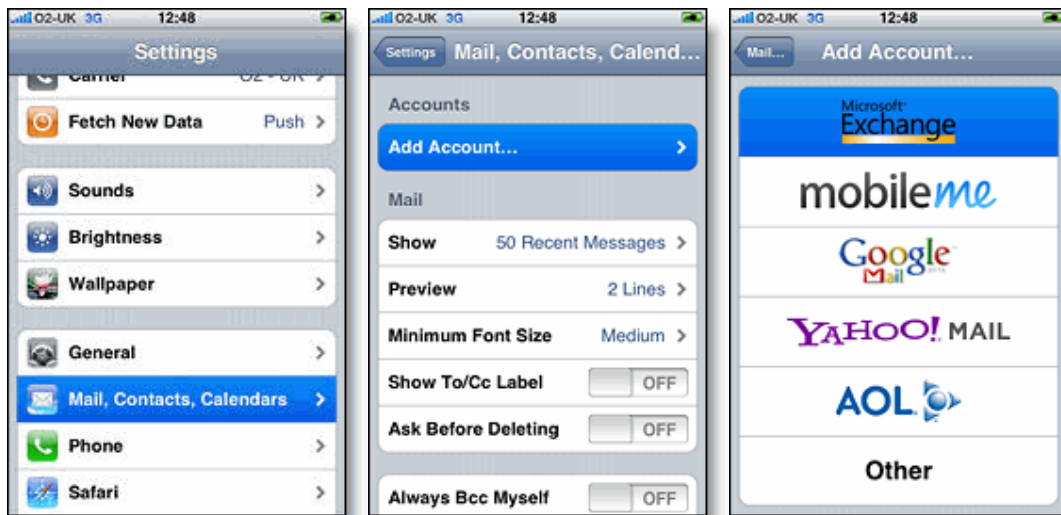 O2-UK 3G 12:48
Settings
Carrier O2 - UK
Fetch New Data Push
Sounds
Brightness
Wallpaper
General
Mail, Contacts, Calendars
Phone
Safari
O2-UK 3G 12:48
Settings Mail, Contacts, Calend...
Accounts
Add Account...
Mail
Show 50 Recent Messages
Preview 2 Lines
Minimum Font Size Medium
Show To/Cc Label OFF
Ask Before Deleting OFF
Always Bcc Myself OFF
O2-UK 3G 12:48
Mail... Add Account...
Microsoft
Exchange
mobileme
Google
Mail
YAHOO! MAIL
AOL
Other